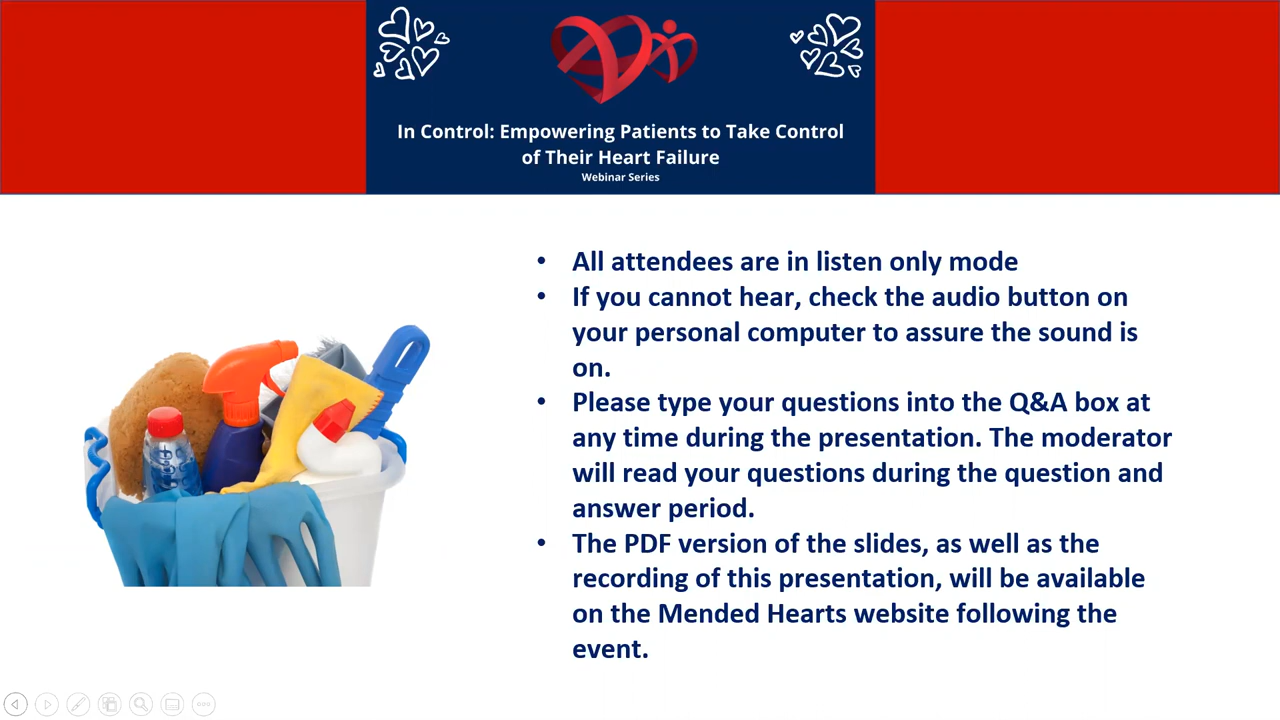 In Control: Empowering Patients to Take Control
of Their Heart Failure
Webinar Series
• All attendees are in listen only mode
• If you cannot hear, check the audio button on
your personal computer to assure the sound is
on.
• Please type your questions into the Q&A box at
any time during the presentation. The moderator
will read your questions during the question and
answer period.
• The PDF version of the slides, as well as the
recording of this presentation, will be available
on the Mended Hearts website following the
event.